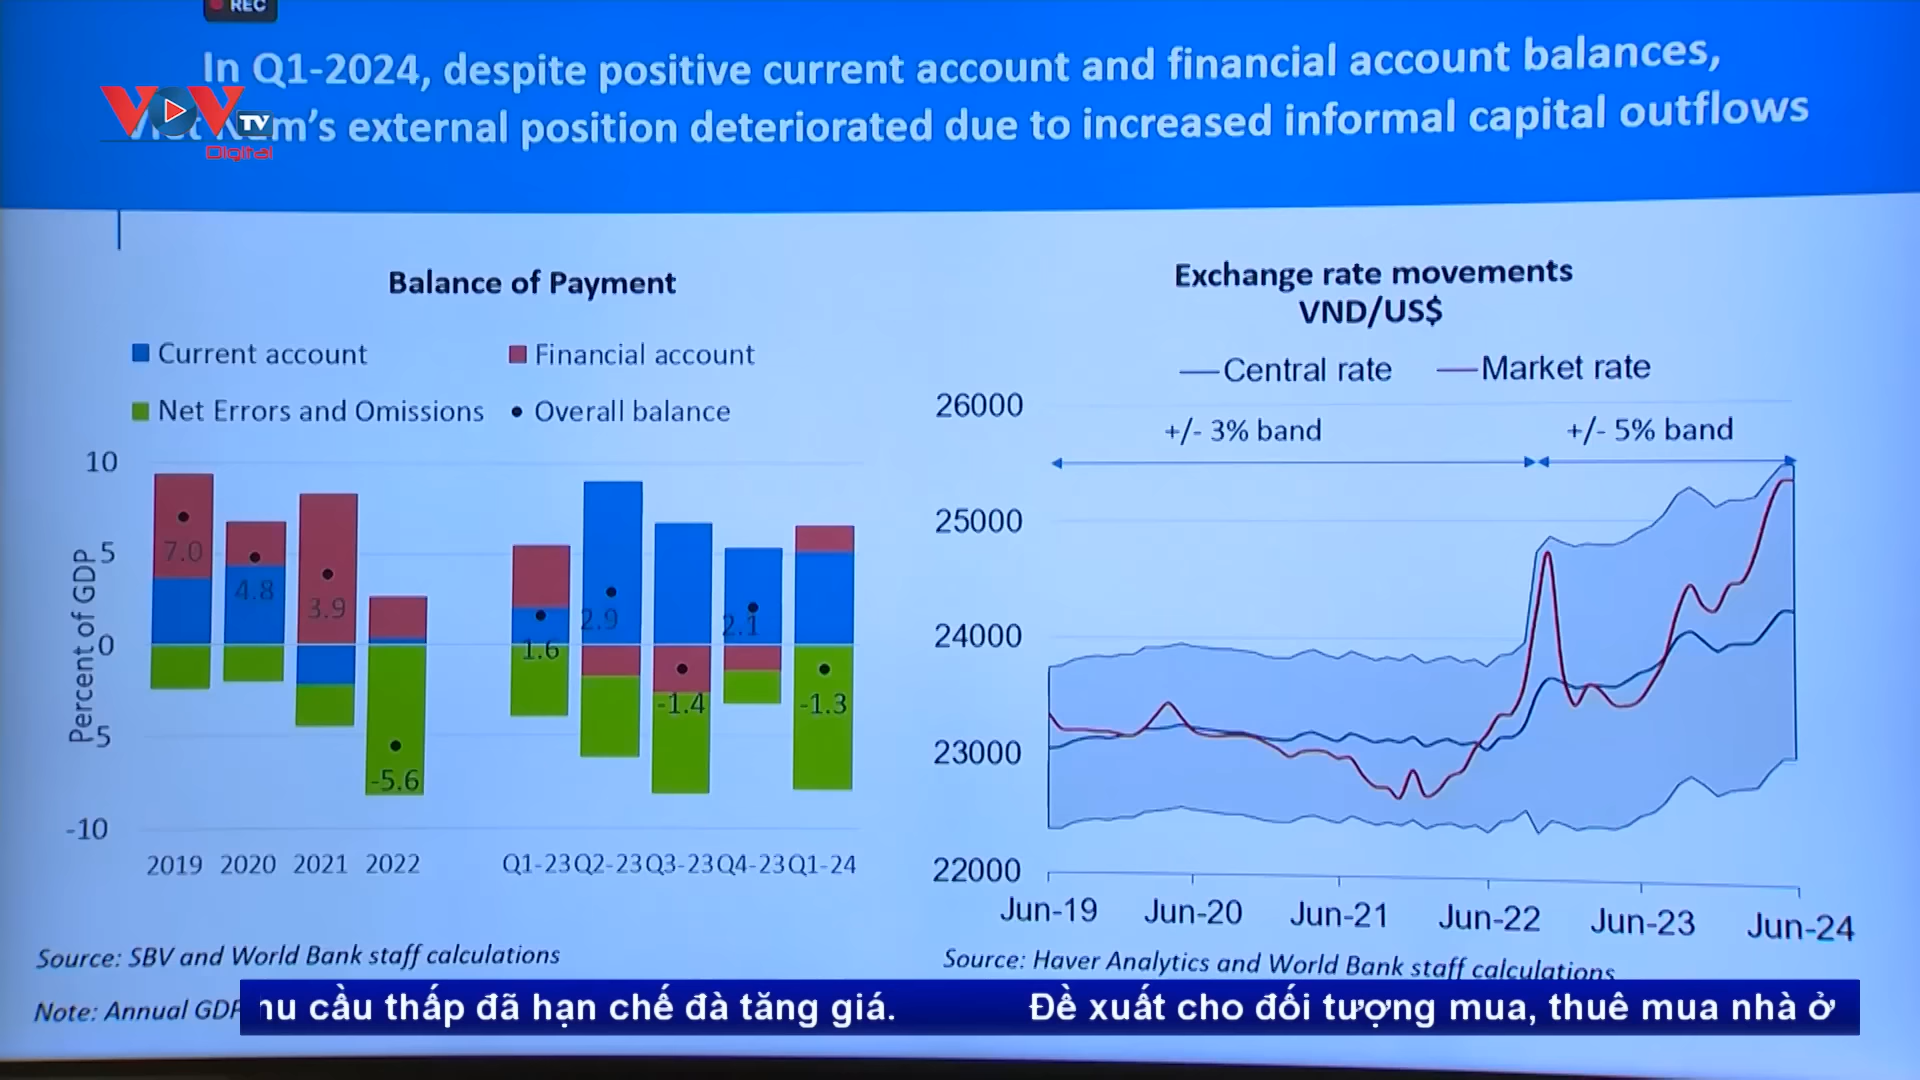 REC
In Q1-2024, despite positive current account and financial account balances,
Viet Nam's external position deteriorated due to increased informal capital outflows
VOV TV
Digital
Balance of Payment
Current account
Financial account
Net Errors and Omissions
Overall balance
Percent of GDP
10
5
0
-5
-10
7.0
4.8
3.9
-5.6
1.6
2.9
-1.4
2.1
-1.3
2019 2020 2021 2022 Q1-23 Q2-23 Q3-23 Q4-23 Q1-24
Source: SBV and World Bank staff calculations
Note: Annual GDP
Exchange rate movements
VND/US$
Central rate
Market rate
+/- 3% band
+/- 5% band
26000
25000
24000
23000
22000
Jun-19 Jun-20 Jun-21 Jun-22 Jun-23 Jun-24
Source: Haver Analytics and World Bank staff calculations
hu cầu thấp đã hạn chế đà tăng giá. Đề xuất cho đối tượng mua, thuê mua nhà ở